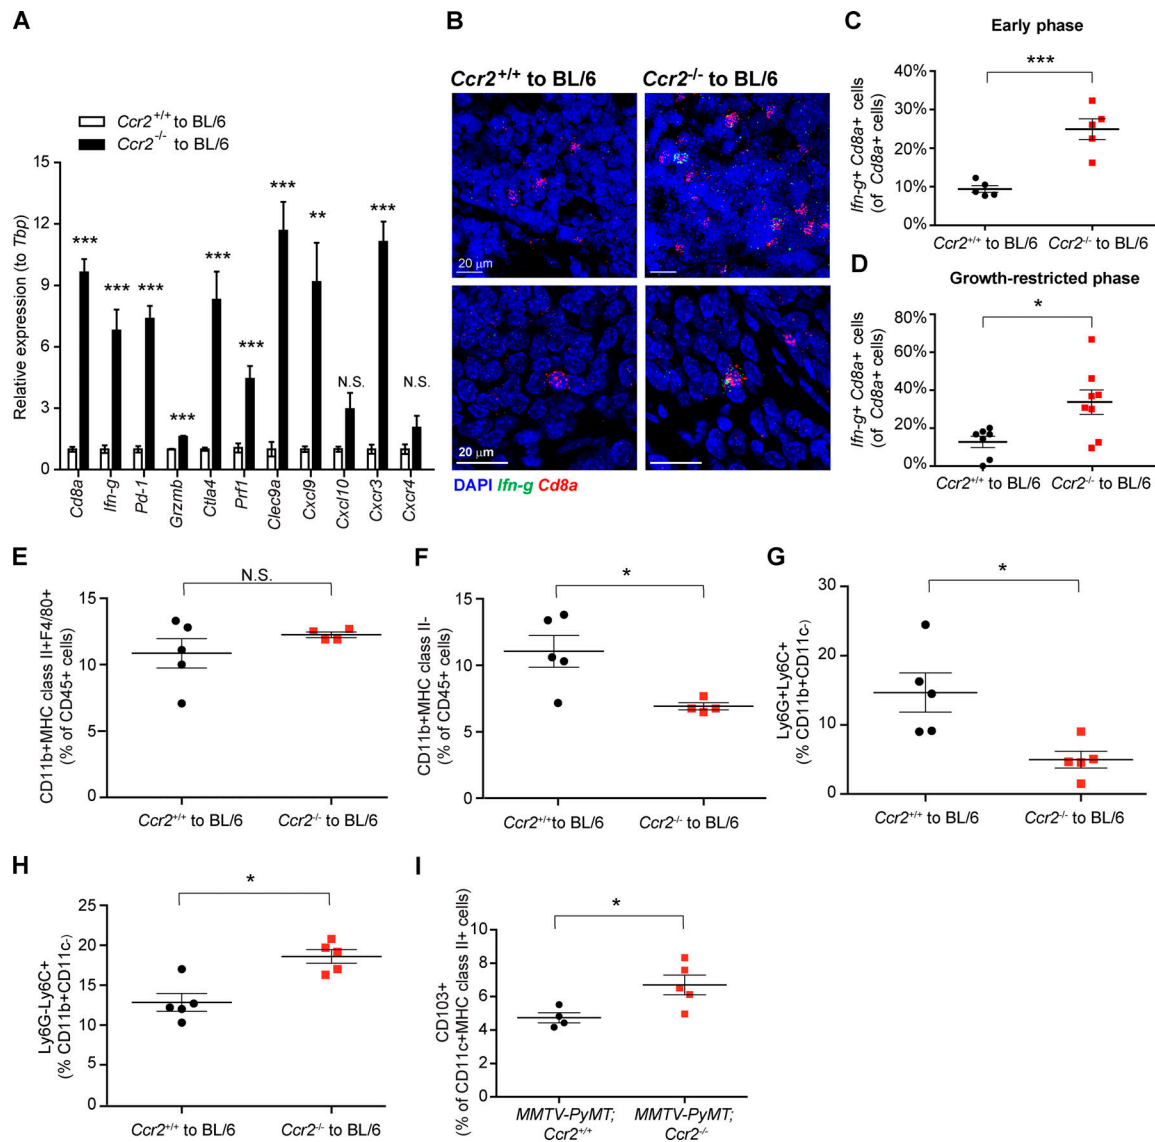 A
Ccr2+/+ to BL/6
Ccr2-/- to BL/6
Relative expression (to Tbp)
15
12
9
6
3
0
***
***
***
***
***
***
***
**
N.S.
***
N.S.
Cd8a
Ifn-g
Pd-1
Grzmb
Ctla4
Prf1
Clec9a
Cxcl9
Cxcl10
Cxcr3
Cxcr4
B
Ccr2+/+ to BL/6
Ccr2-/- to BL/6
20 µm
20 µm
DAPI Ifn-g Cd8a
C
Early phase
***
Ifn-g+ Cd8a+ cells
(of Cd8a+ cells)
40%
30%
20%
10%
0%
Ccr2+/+ to BL/6
Ccr2-/- to BL/6
D
Growth-restricted phase
*
Ifn-g+ Cd8a+ cells
(of Cd8a+ cells)
80%
60%
40%
20%
0%
Ccr2+/+ to BL/6
Ccr2-/- to BL/6
E
N.S.
CD11b+MHC class II+F4/80+
(% of CD45+ cells)
15
10
5
0
Ccr2+/+ to BL/6
Ccr2-/- to BL/6
F
*
CD11b+MHC class II-
(% of CD45+ cells)
15
10
5
0
Ccr2+/+to BL/6
Ccr2-/- to BL/6
G
*
Ly6G+Ly6C+
(% CD11b+CD11c-)
30
20
10
0
Ccr2+/+ to BL/6
Ccr2-/- to BL/6
H
*
Ly6G-Ly6C+
(% CD11b+CD11c-)
25
20
15
10
5
0
Ccr2+/+ to BL/6
Ccr2-/- to BL/6
I
*
CD103+
(% of CD11c+MHC class II+ cells)
10
8
6
4
2
0
MMTV-PyMT;
Ccr2+/+
MMTV-PyMT;
Ccr2-/-